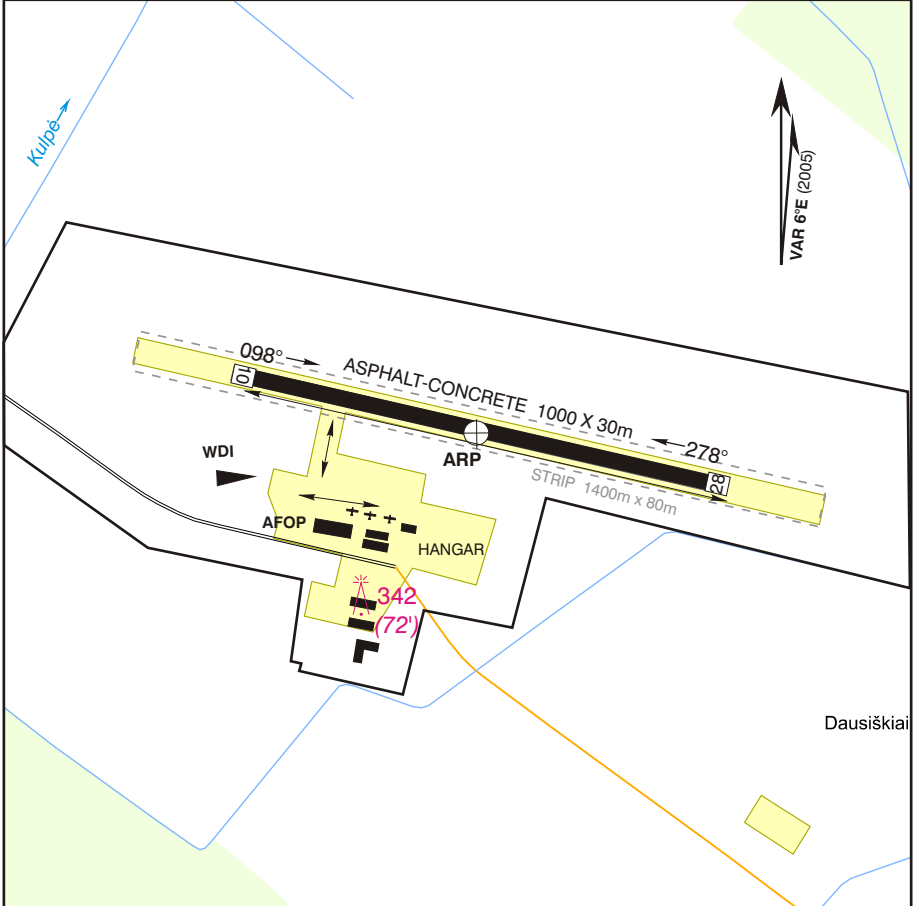 Kulpė
VAR 6°E (2005)
098°
10
ASPHALT-CONCRETE 1000 X 30m
278°
28
ARP
STRIP 1400m x 80m
WDI
AFOP
HANGAR
342
(72')
Dausiškiai